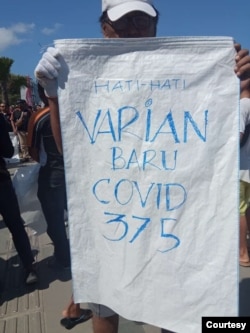 HATI-HATI
VARiAN
BARU
COVID
375
Courtesy